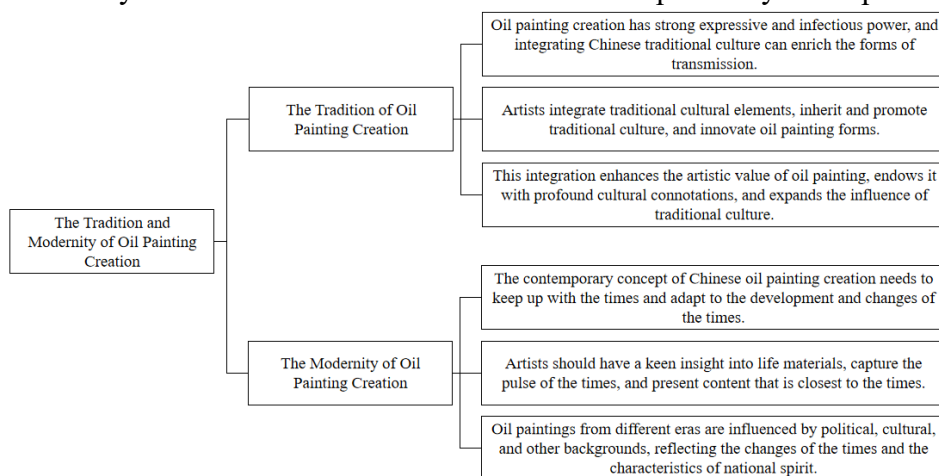 Oil painting creation has strong expressive and infectious power, and
integrating Chinese traditional culture can enrich the forms of
transmission.
The Tradition of Oil
Painting Creation
Artists integrate traditional cultural elements, inherit and promote
traditional culture, and innovate oil painting forms.
This integration enhances the artistic value of oil painting, endows it
with profound cultural connotations, and expands the influence of
traditional culture.
The Tradition and
Modernity of Oil Painting
Creation
The contemporary concept of Chinese oil painting creation needs to
keep up with the times and adapt to the development and changes of
the times.
The Modernity of Oil
Painting Creation
Artists should have a keen insight into life materials, capture the
pulse of the times, and present content that is closest to the times.
Oil paintings from different eras are influenced by political, cultural,
and other backgrounds, reflecting the changes of the times and the
characteristics of national spirit.